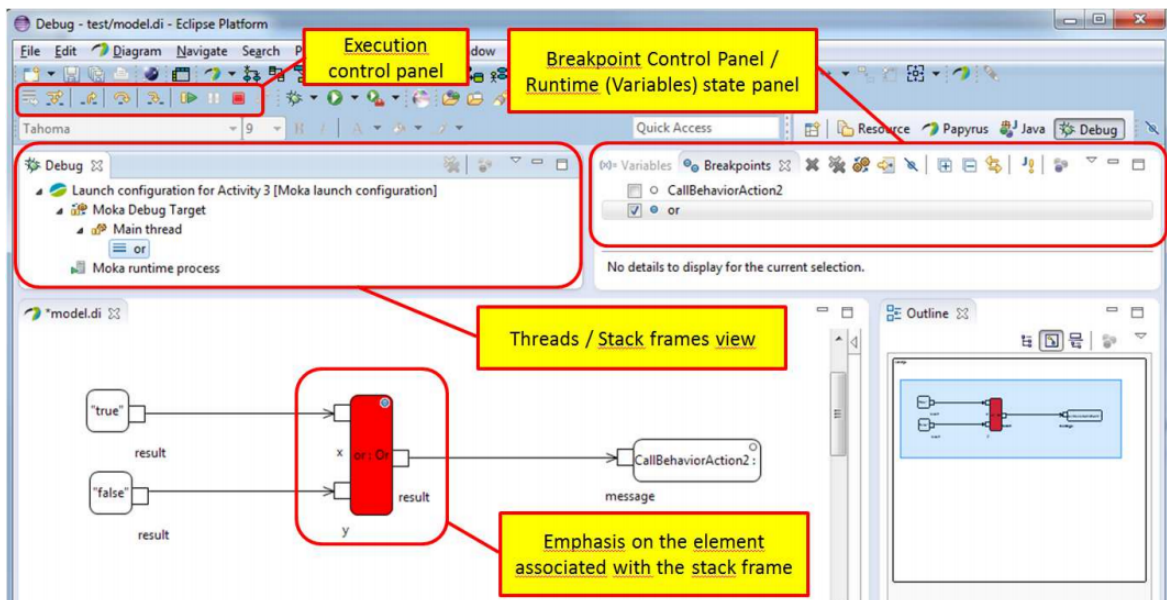 Debug - test/model.di - Eclipse Platform
File Edit Diagram Navigate Search P
dow
Execution
control panel
Breakpoint Control Panel /
Runtime (Variables) state panel
Tahoma
9
B I A
Quick Access
Resource Papyrus Java Debug
Debug
Launch configuration for Activity 3 [Moka launch configuration]
Moka Debug Target
Main thread
or
Moka runtime process
(x)= Variables Breakpoints
CallBehaviorAction2
or
No details to display for the current selection.
Threads / Stack frames view
*model.di
Outline
"true"
result
x
or : Or
CallBehaviorAction2 :
"false"
result
message
result
y
Emphasis on the element
associated with the stack frame